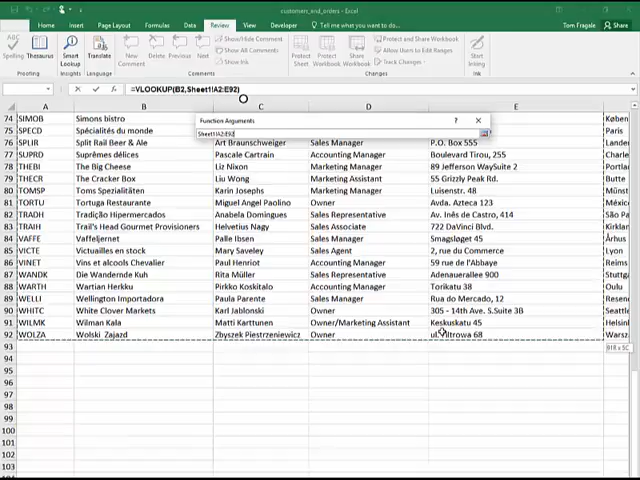 customers_and_orders - Excel
Home Insert Page Layout Formulas Data Review View Developer Tell me what you want to do... Tom Fragale Share
Spelling Thesaurus Smart Lookup Translate New Comment Delete Previous Next Show/Hide Comment Show All Comments Show Ink Protect Sheet Protect Workbook Share Workbook Protect and Share Workbook Allow Users to Edit Ranges Track Changes
Proofing Insights Language Comments Changes
=VLOOKUP(B2,Sheet1!A2:E92)
A B C D E
Function Arguments ? ×
Sheet1!A2:E92
74 SIMOB Simons bistro Købern
75 SPECD Spécialités du monde Paris
76 SPLIR Split Rail Beer & Ale Art Braunschweiger Sales Manager P.O. Box 555 Lander
77 SUPRD Suprêmes délices Pascale Cartrain Accounting Manager Boulevard Tirou, 255 Charle
78 THEBI The Big Cheese Liz Nixon Marketing Manager 89 Jefferson Way Suite 2 Portlan
79 THECR The Cracker Box Liu Wong Marketing Assistant 55 Grizzly Peak Rd. Butte
80 TOMSP Toms Spezialitäten Karin Josephs Marketing Manager Luisenstr. 48 Münst
81 TORTU Tortuga Restaurante Miguel Angel Paolino Owner Avda. Azteca 123 México
82 TRADH Tradição Hipermercados Anabela Domingues Sales Representative Av. Inês de Castro, 414 São Pa
83 TRAIH Trail's Head Gourmet Provisioners Helvetius Nagy Sales Associate 722 DaVinci Blvd. Kirklan
84 VAFFE Vaffeljernet Palle Ibsen Sales Manager Smagsløget 45 Århus
85 VICTE Victuailles en stock Mary Saveley Sales Agent 2, rue du Commerce Lyon
86 VINET Vins et alcools Chevalier Paul Henriot Accounting Manager 59 rue de l'Abbaye Reims
87 WANDK Die Wandernde Kuh Rita Müller Sales Representative Adenauerallee 900 Stuttg
88 WARTH Wartian Herkku Pirkko Koskitalo Accounting Manager Torikatu 38 Oulu
89 WELLI Wellington Importadora Paula Parente Sales Manager Rua do Mercado, 12 Resen
90 WHITC White Clover Markets Karl Jablonski Owner 305 - 14th Ave. S.Suite 3B Seattle
91 WILMK Wilman Kala Matti Karttunen Owner/Marketing Assistant Keskuskatu 45 Helsin
92 WOLZA Wolski Zajazd Zbyszek Piestrzeniewicz Owner ul. Filtrowa 68 Warsz
93 91R x 5C
94
95
96
97
98
99
100
101
102
103